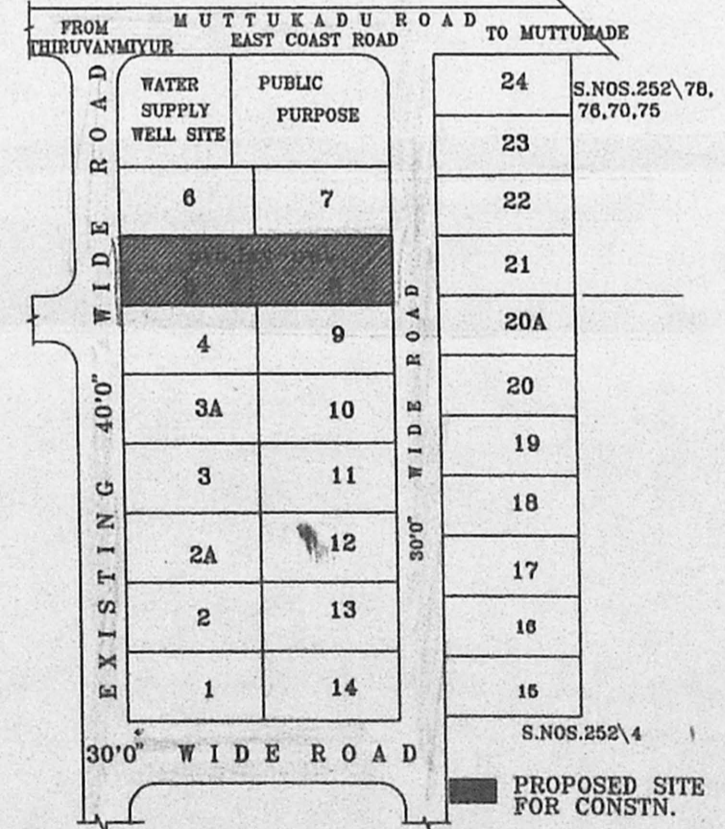 MUTTUKADU ROAD
FROM
THIRUVANMIYUR
EAST COAST ROAD
TO MUTTUKADE
WATER
SUPPLY
WELL SITE
PUBLIC
PURPOSE
24
S.NOS.252\78,
76,70,75
23
6
7
22
21
20A
4
9
20
3A
10
19
3
11
18
2A
12
17
2
13
16
1
14
15
EXISTING 40'0" WIDE ROAD
30'0" WIDE ROAD
S.NOS.252\4
30'0" WIDE ROAD
PROPOSED SITE
FOR CONSTN.